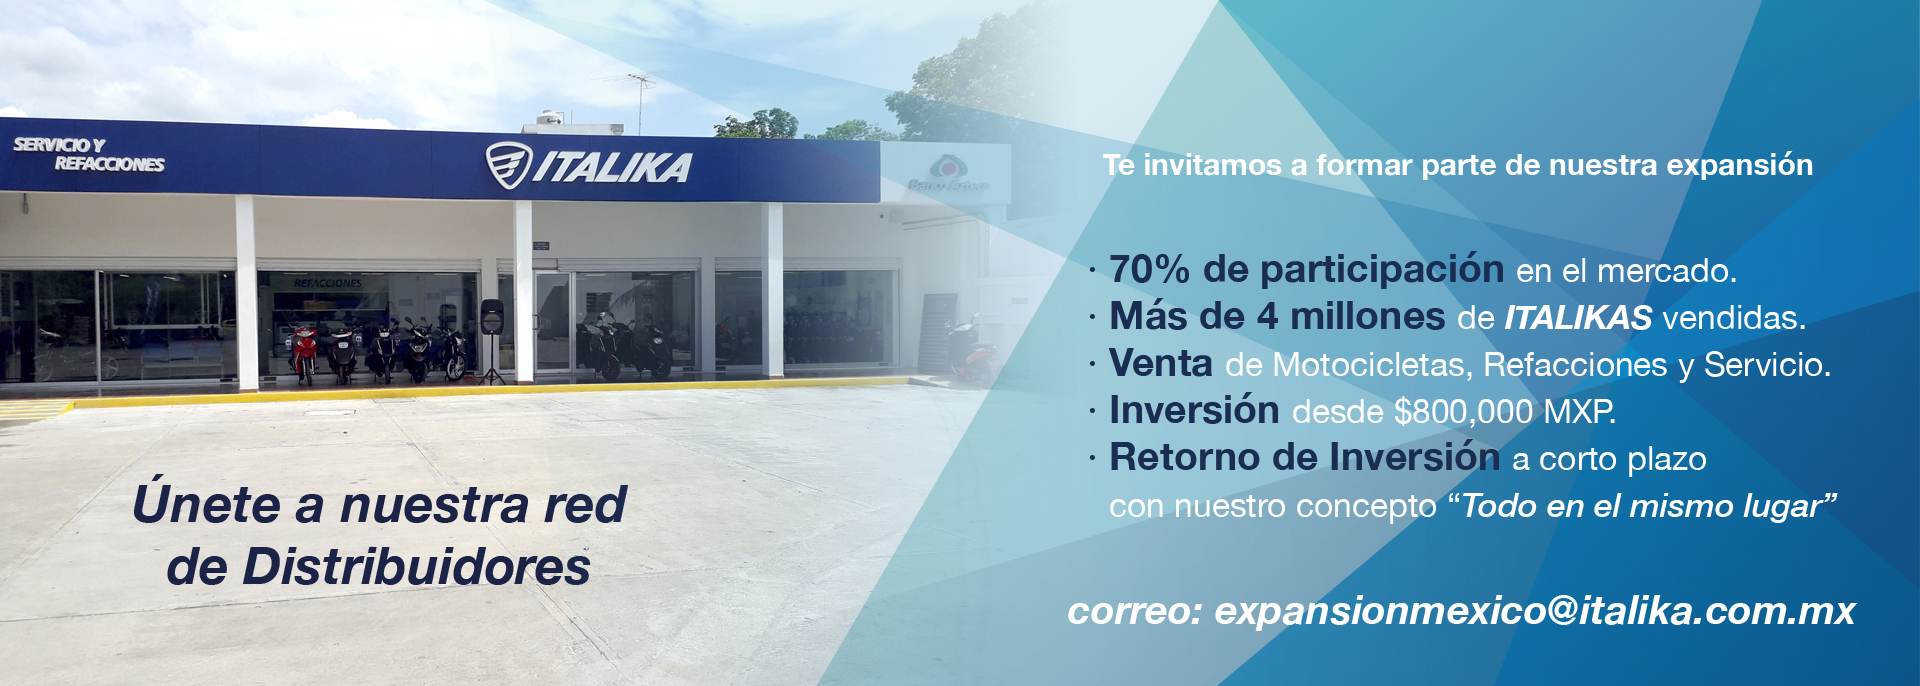 SERVICIO Y
REFACCIONES
ITALIKA
Banco Azteca
REFACCIONES
Únete a nuestra red
de Distribuidores
Te invitamos a formar parte de nuestra expansión
· 70% de participación en el mercado.
· Más de 4 millones de ITALIKAS vendidas.
· Venta de Motocicletas, Refacciones y Servicio.
· Inversión desde $800,000 MXP.
· Retorno de Inversión a corto plazo
con nuestro concepto “Todo en el mismo lugar”
correo: expansionmexico@italika.com.mx